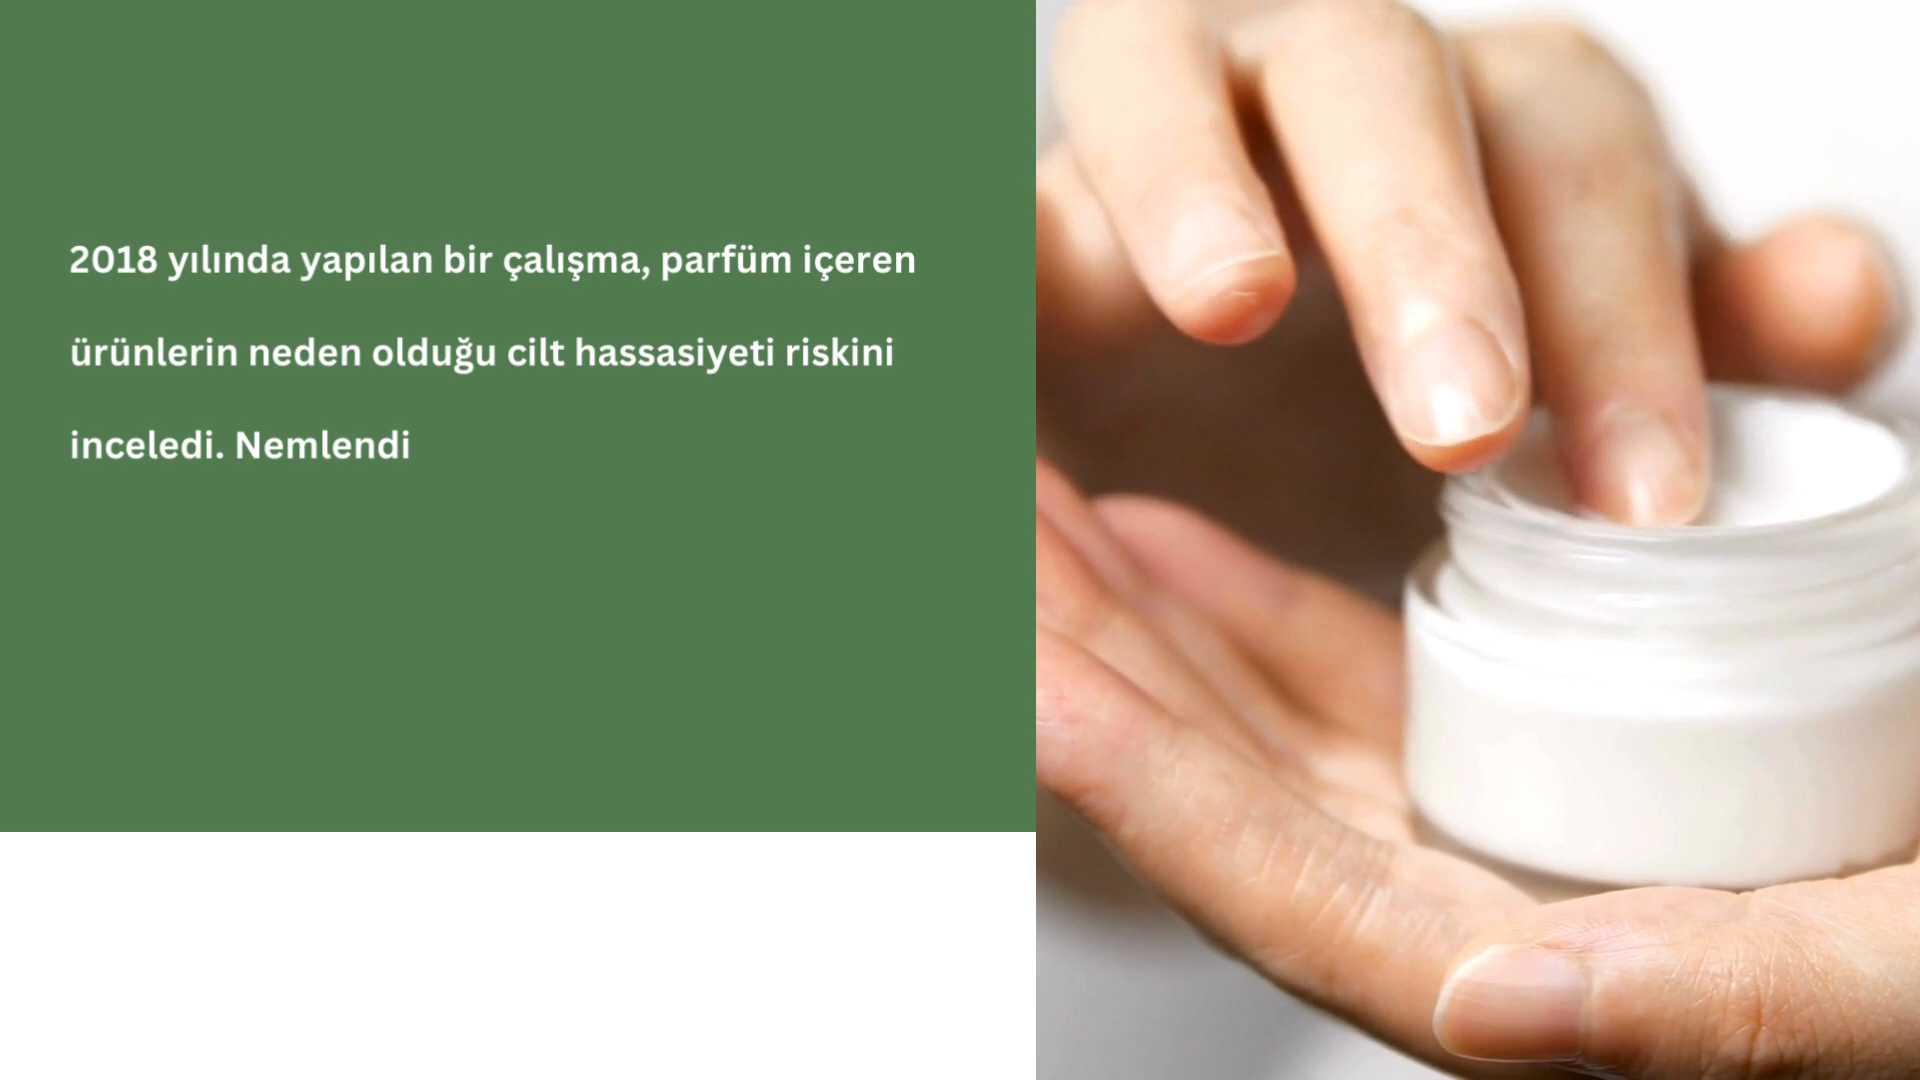 2018 yılında yapılan bir çalışma, parfüm içeren
ürünlerin neden olduğu cilt hassasiyeti riskini
inceledi. Nemlendi